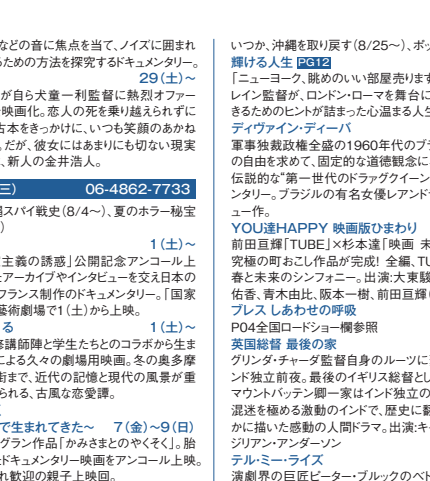 などの音に焦点を当て、ノイズに囲まれ
るための方法を探究するドキュメンタリー。
29(土)～
が自ら犬童一利監督に熱烈オファー
映画化。恋人の死を乗り越えられずに
古本をきっかけに、いつも笑顔のあかね
。だが、彼女にはあまりにも切ない現実
、新人の金井浩人。
三) 06-4862-7733
縄スパイ戦史(8/4～)、夏のホラー秘宝
)
1(土)～
主義の誘惑」公開記念アンコール上
とアーカイブやインタビューを交え日本の
フランス制作のドキュメンタリー。「国家
藝術劇場で1(土)から上映。
る 1(土)～
修講師陣と学生たちとのコラボから生ま
による久々の劇場用映画。冬の奥多摩
街まで、近代の記憶と現代の風景が重
られる、古風な恋愛譚。
で生まれてきた～ 7(金)～9(日)
グラン作品「かみさまとのやくそく」。胎
たドキュメンタリー映画をアンコール上映。
れ歓迎の親子上映回。
いつか、沖縄を取り戻す(8/25～)、ボッ
輝ける人生 PG12
「ニューヨーク、眺めのいい部屋売ります
レイン監督が、ロンドン・ローマを舞台に
きるためのヒントが詰まった心温まる人生
ディヴァイン・ディーバ
軍事独裁政権全盛の1960年代のブラ
の自由を求めて、固定的な道徳観念に
伝説的な"第一世代のドラァグクイーン
ンタリー。ブラジルの有名女優レアンドラ
ュー作。
YOU達HAPPY 映画版ひまわり
前田亘輝「TUBE」×杉本達「映画 未
究極の町おこし作品が完成! 全編、TU
春と未来のシンフォニー。出演:大東駿
佑香、青木由比、阪本一樹、前田亘輝
ブレス しあわせの呼吸
P04全国ロードショー欄参照
英国総督 最後の家
グリンダ・チャーダ監督自身のルーツに
ンド独立前夜。最後のイギリス総督とし
マウントバッテン卿一家はインド独立の
混迷を極める激動のインドで、歴史に翻
かに描いた感動の人間ドラマ。出演:キ
ジリアン・アンダーソン
テル・ミー・ライズ
演劇界の巨匠ピーター・ブルックのベト